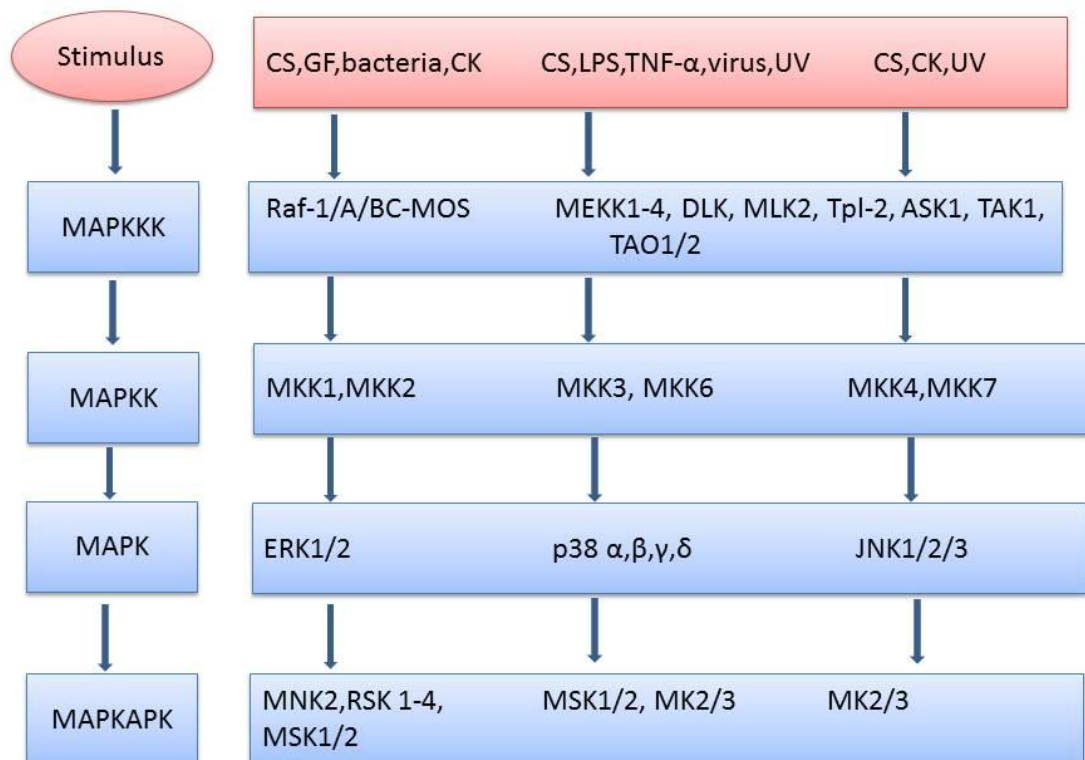 Stimulus
CS,GF,bacteria,CK
CS,LPS,TNF-α,virus,UV
CS,CK,UV
MAPKKK
Raf-1/A/BC-MOS
MEKK1-4, DLK, MLK2, Tpl-2, ASK1, TAK1,
TAO1/2
MAPKK
MKK1,MKK2
MKK3, MKK6
MKK4,MKK7
MAPK
ERK1/2
p38 α,β,γ,δ
JNK1/2/3
MAPKAPK
MNK2,RSK 1-4,
MSK1/2
MSK1/2, MK2/3
MK2/3